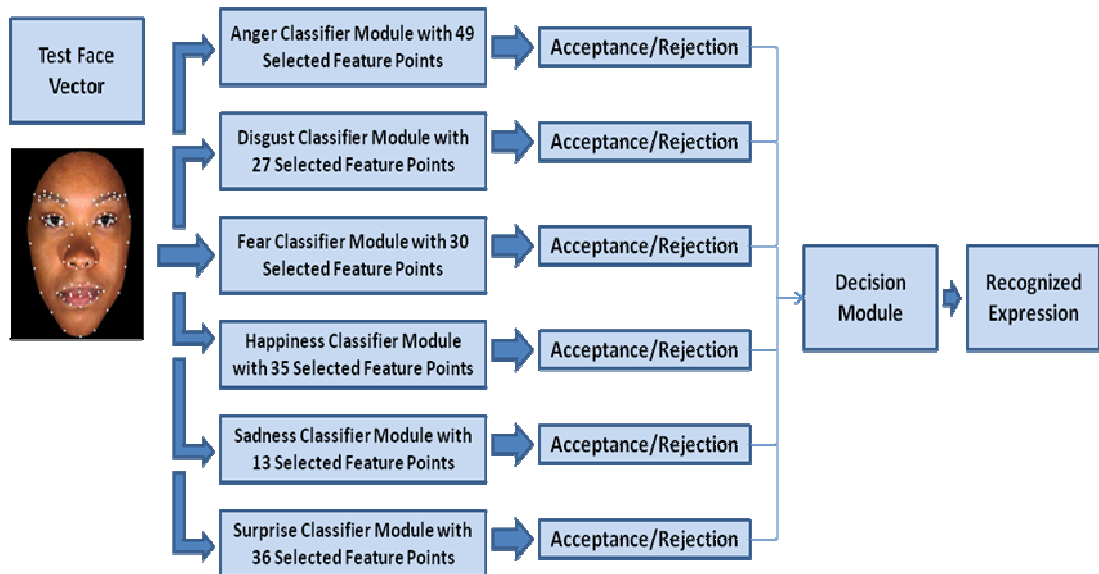 Test Face
Vector
Anger Classifier Module with 49
Selected Feature Points
Acceptance/Rejection
Disgust Classifier Module with
27 Selected Feature Points
Acceptance/Rejection
Fear Classifier Module with 30
Selected Feature Points
Acceptance/Rejection
Happiness Classifier Module
with 35 Selected Feature Points
Acceptance/Rejection
Sadness Classifier Module with
13 Selected Feature Points
Acceptance/Rejection
Surprise Classifier Module with
36 Selected Feature Points
Acceptance/Rejection
Decision
Module
Recognized
Expression